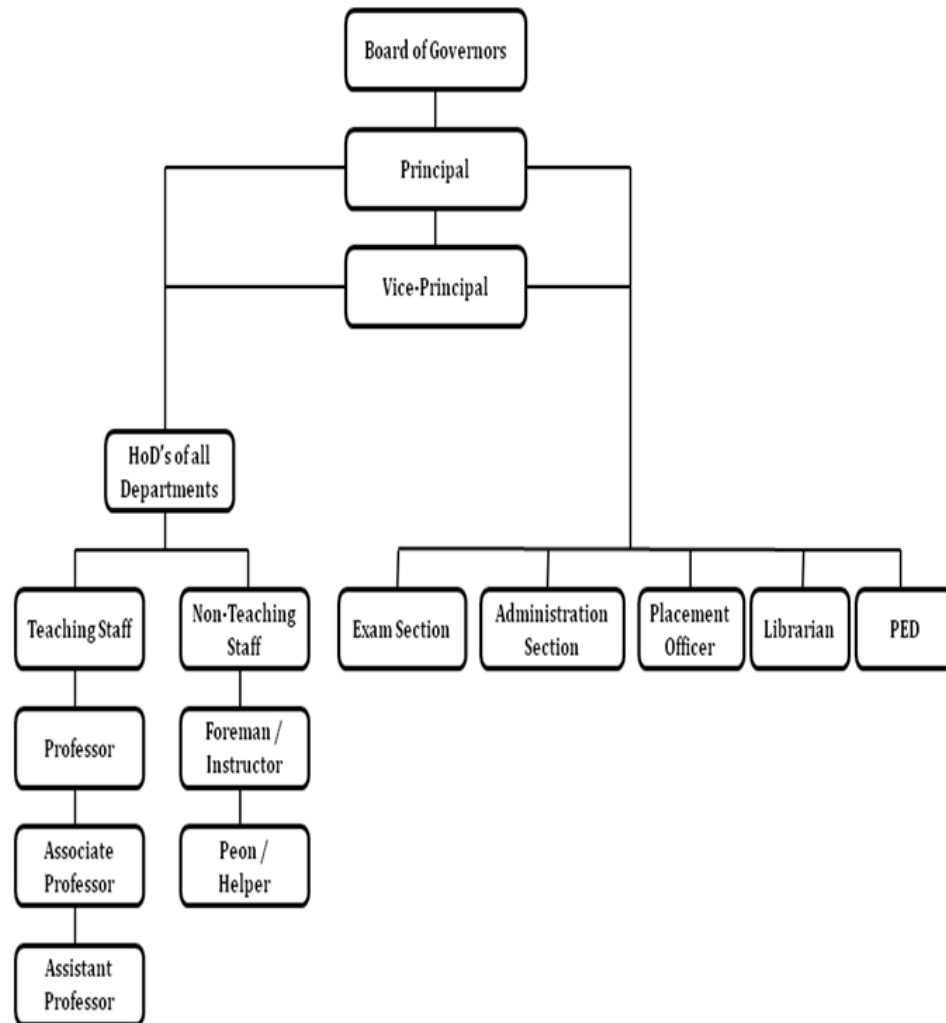 Board of Governors
Principal
Vice-Principal
HoD's of all
Departments
Teaching Staff
Non-Teaching
Staff
Exam Section
Administration
Section
Placement
Officer
Librarian
PED
Professor
Foreman /
Instructor
Associate
Professor
Peon /
Helper
Assistant
Professor